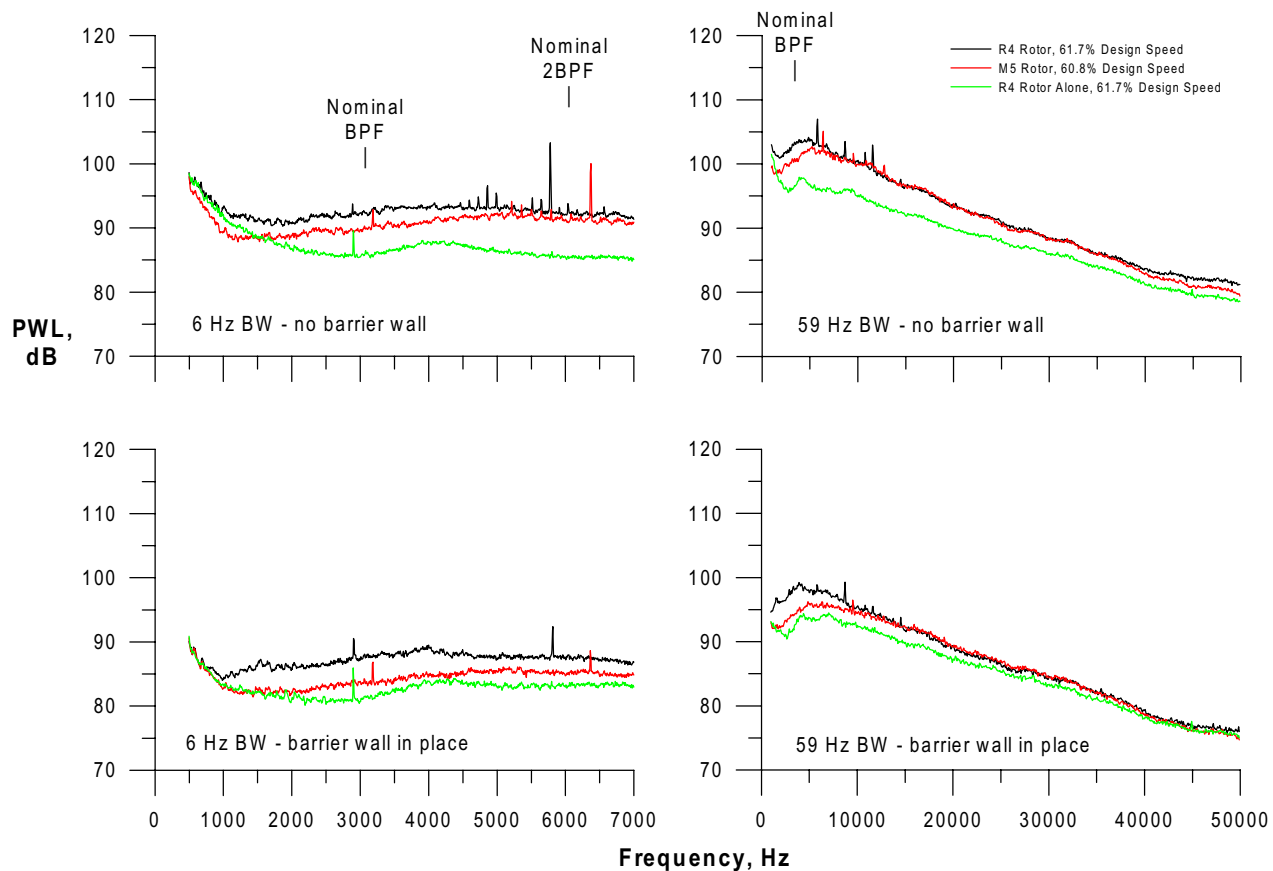 120
110
100
90
80
70
Nominal
BPF
Nominal
2BPF
6 Hz BW - no barrier wall
PWL,
dB
120
110
100
90
80
70
Nominal
BPF
R4 Rotor, 61.7% Design Speed
M5 Rotor, 60.8% Design Speed
R4 Rotor Alone, 61.7% Design Speed
59 Hz BW - no barrier wall
120
110
100
90
80
70
6 Hz BW - barrier wall in place
0 1000 2000 3000 4000 5000 6000 7000
120
110
100
90
80
70
59 Hz BW - barrier wall in place
0 10000 20000 30000 40000 50000
Frequency, Hz